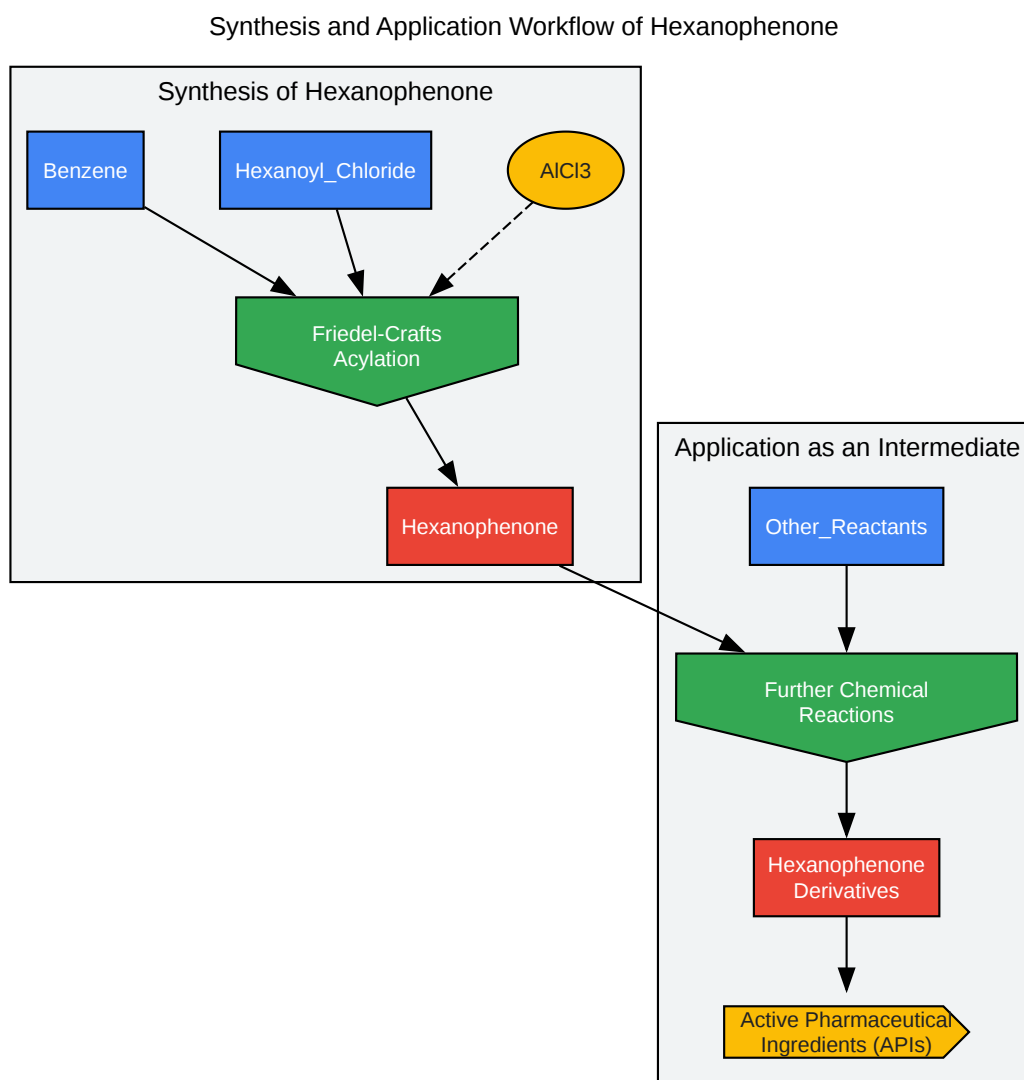 Synthesis and Application Workflow of Hexanophenone
Synthesis of Hexanophenone
Benzene
Hexanoyl_Chloride
AlCl3
Friedel-Crafts
Acylation
Hexanophenone
Application as an Intermediate
Other_Reactants
Further Chemical
Reactions
Hexanophenone
Derivatives
Active Pharmaceutical
Ingredients (APIs)